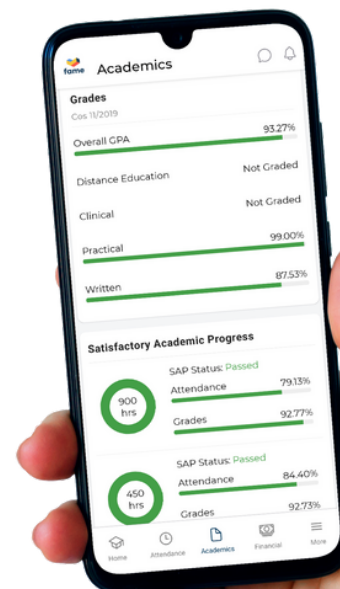 fame
Academics
Grades
Cos 11/2019
Overall GPA 93.27%
Distance Education Not Graded
Clinical Not Graded
Practical 99.00%
Written 87.53%
Satisfactory Academic Progress
SAP Status: Passed
900 hrs
Attendance 79.13%
Grades 92.77%
SAP Status: Passed
450 hrs
Attendance 84.40%
Grades 92.73%
Home Attendance Academics Financial More